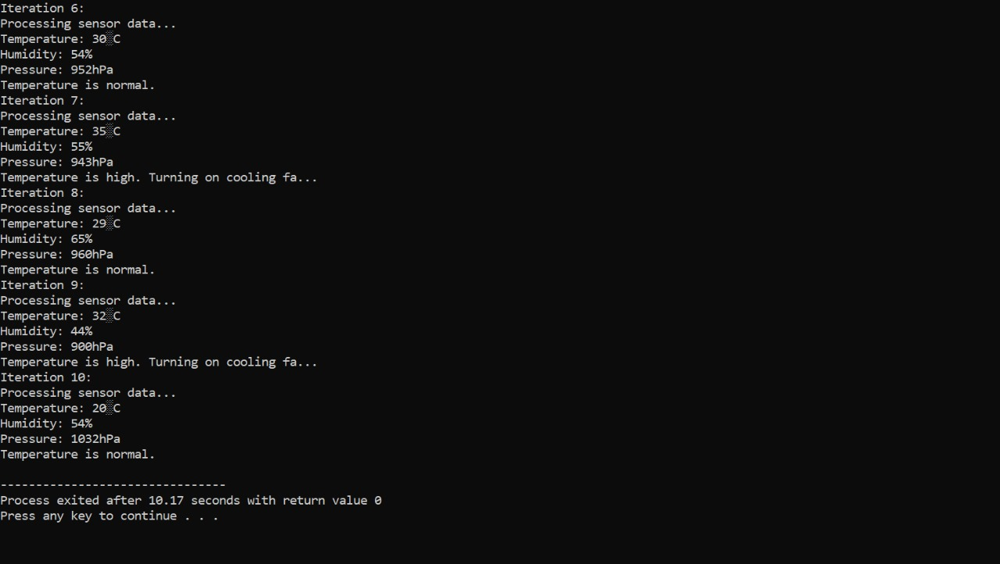 Iteration 6:
Processing sensor data...
Temperature: 30░C
Humidity: 54%
Pressure: 952hPa
Temperature is normal.
Iteration 7:
Processing sensor data...
Temperature: 35░C
Humidity: 55%
Pressure: 943hPa
Temperature is high. Turning on cooling fa...
Iteration 8:
Processing sensor data...
Temperature: 29░C
Humidity: 65%
Pressure: 960hPa
Temperature is normal.
Iteration 9:
Processing sensor data...
Temperature: 32░C
Humidity: 44%
Pressure: 900hPa
Temperature is high. Turning on cooling fa...
Iteration 10:
Processing sensor data...
Temperature: 20░C
Humidity: 54%
Pressure: 1032hPa
Temperature is normal.
--------------------------------
Process exited after 10.17 seconds with return value 0
Press any key to continue . . .